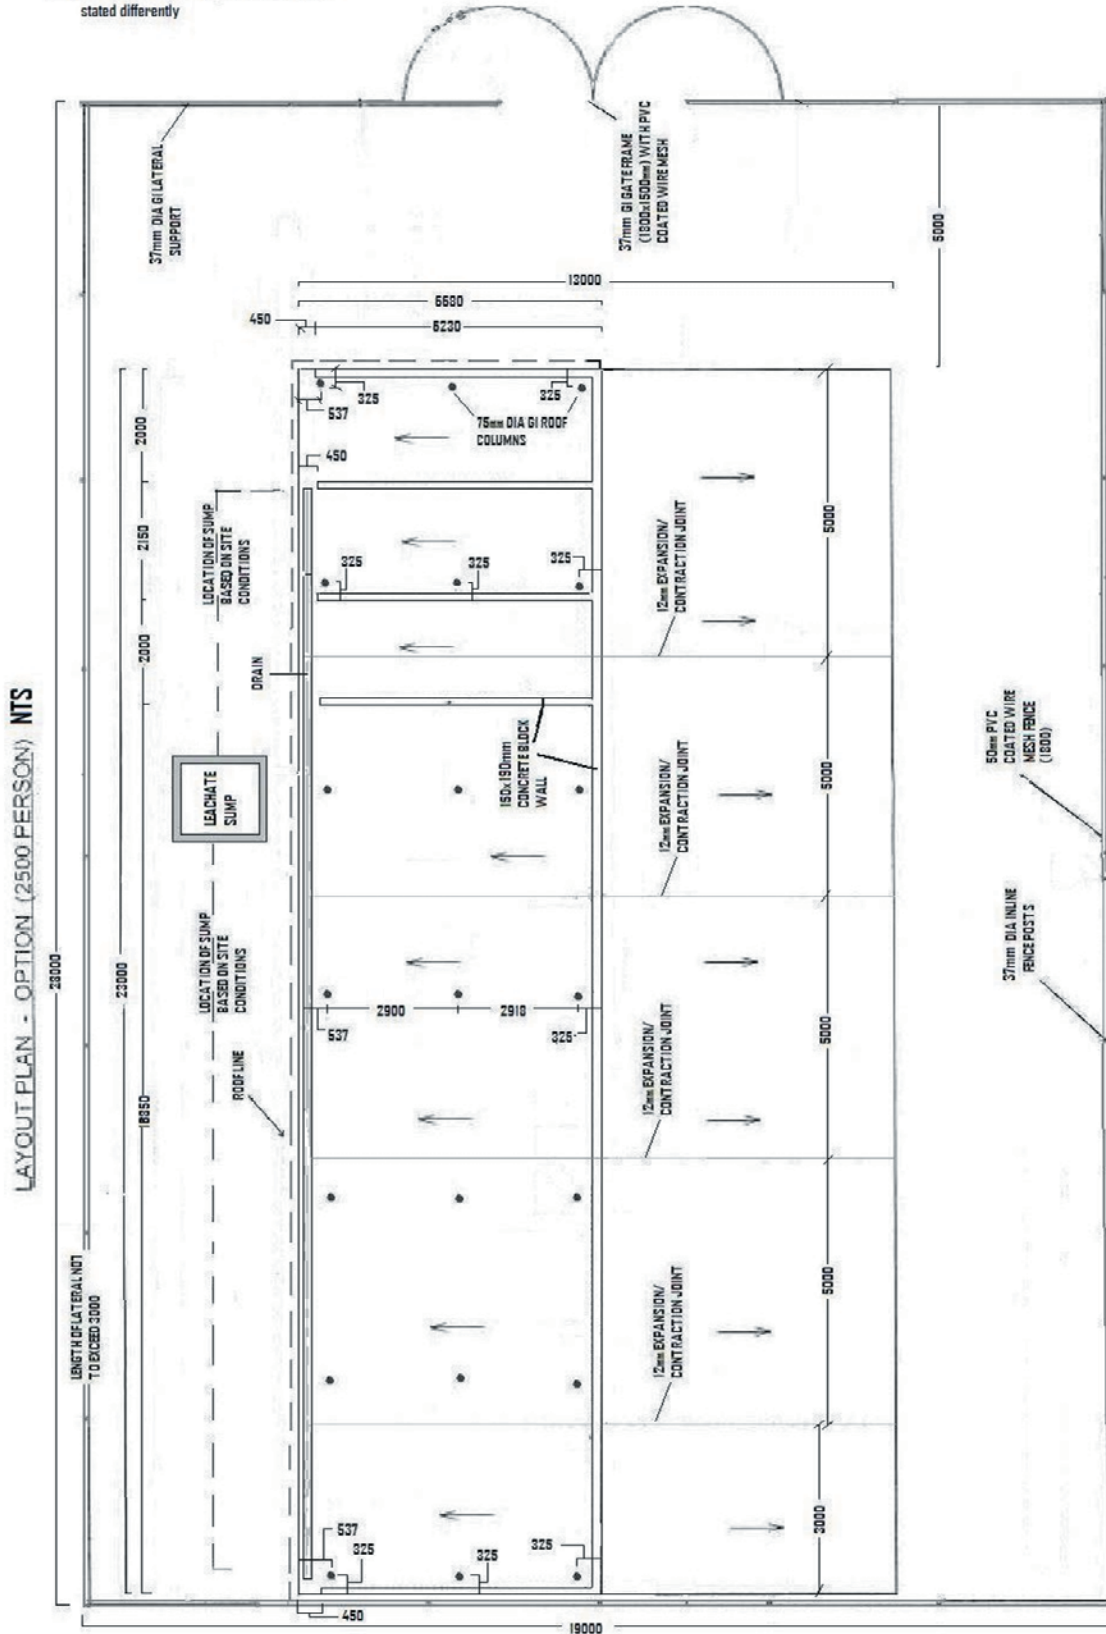 stated differently
37mm DIA GI LATERAL
SUPPORT
37mm GI GATE FRAME
(1800x1500mm) WITH PVC
COATED WIRE MESH
5000
13000
6680
6230
450
325
537
325
75mm DIA GI ROOF
COLUMNS
450
2000
2150
2000
LOCATION OF SUMP
BASED ON SITE
CONDITIONS
325
325
325
12mm EXPANSION/
CONTRACTION JOINT
5000
DRAIN
LAYOUT PLAN - OPTION (2500 PERSON) NTS
LEACHATE
SUMP
150x190mm
CONCRETE BLOCK
WALL
12mm EXPANSION/
CONTRACTION JOINT
5000
50mm PVC
COATED WIRE
MESH FENCE
(1800)
28000
23000
LOCATION OF SUMP
BASED ON SITE
CONDITIONS
37mm DIA INLINE
FENCE POSTS
2900
2918
537
325
ROOF LINE
12mm EXPANSION/
CONTRACTION JOINT
5000
LENGTH OF LATERAL NOT
TO EXCEED 3000
12mm EXPANSION/
CONTRACTION JOINT
5000
3000
537
325
325
325
450
19000